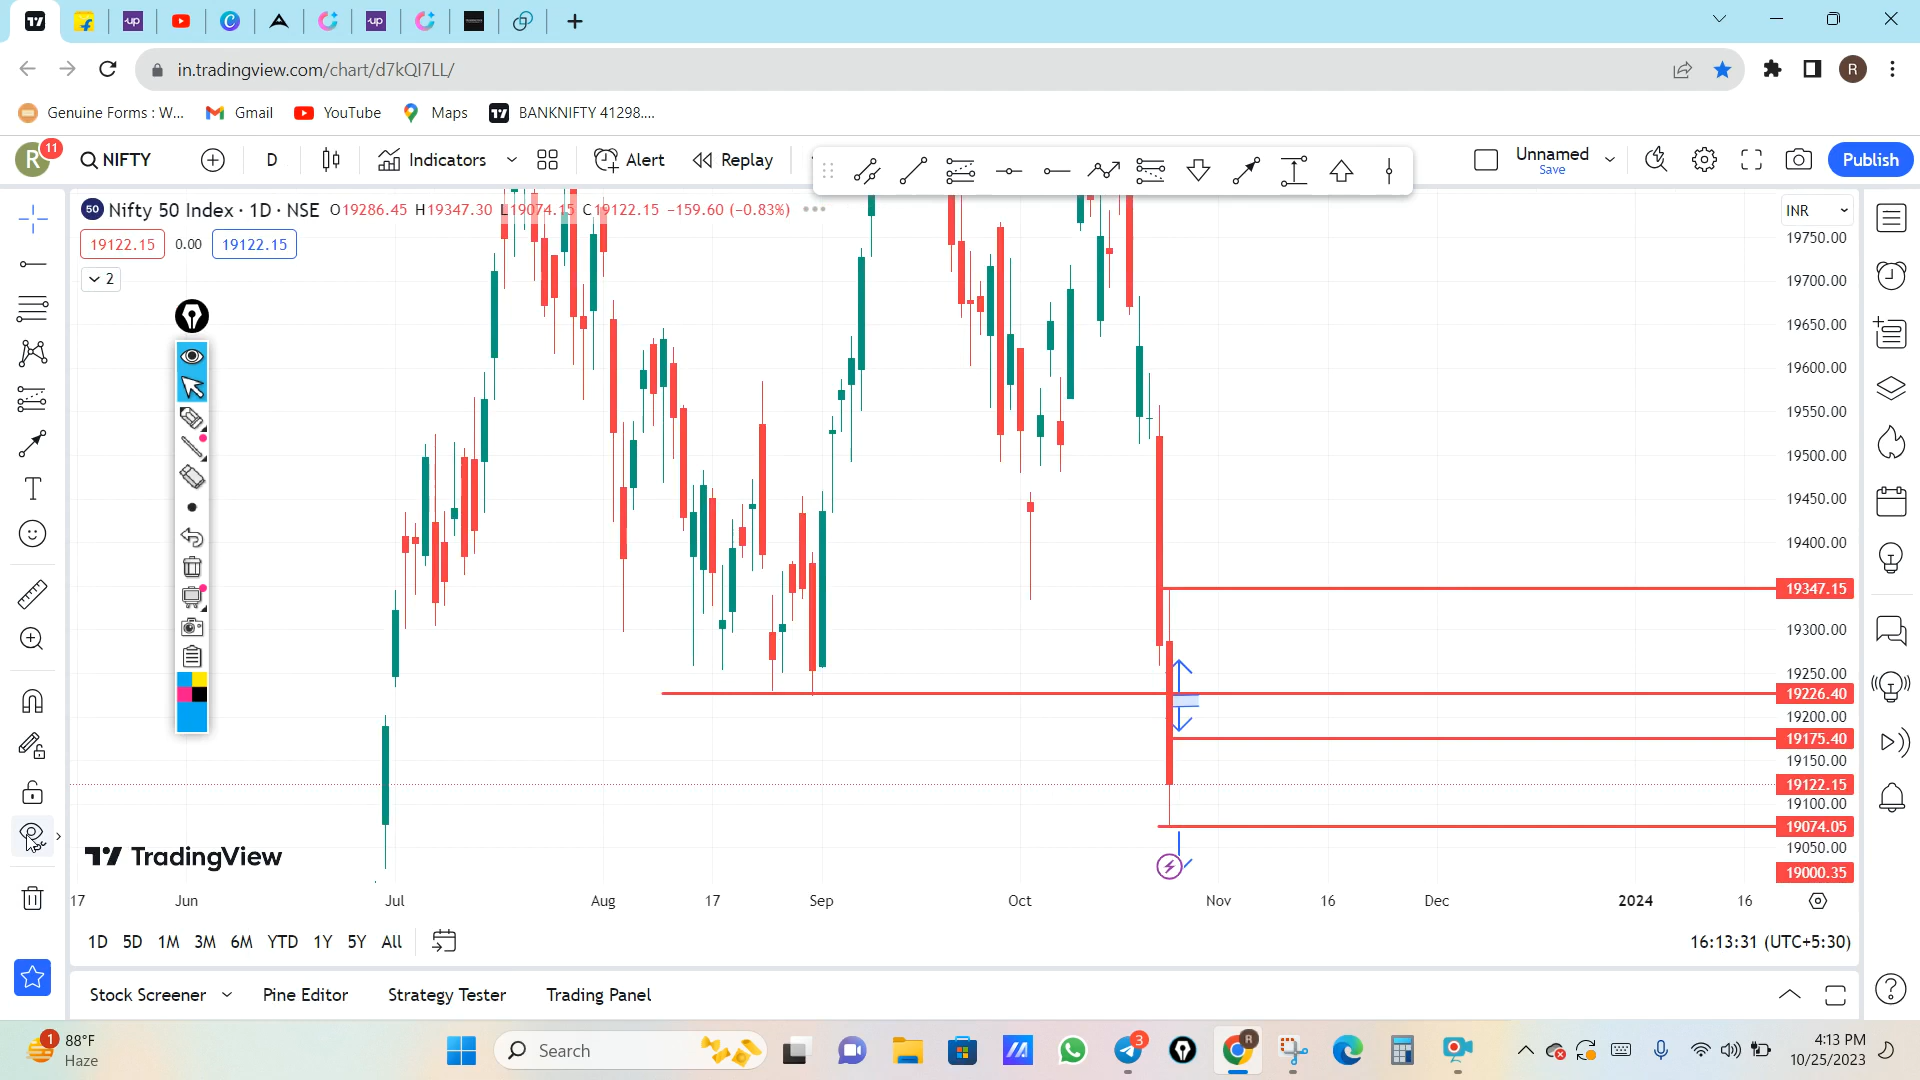 up
up
in.tradingview.com/chart/d7kQI7LL/
R
Genuine Forms : W...
Gmail
YouTube
Maps
BANKNIFTY 41298....
R
11
NIFTY
D
Indicators
Alert
Replay
Unnamed
Save
Publish
50
Nifty 50 Index · 1D · NSE
O19286.45 H19347.30 L19074.15 C19122.15 −159.60 (−0.83%)
INR
19122.15
0.00
19122.15
2
19750.00
19700.00
19650.00
19600.00
19550.00
19500.00
19450.00
19400.00
19347.15
19300.00
19250.00
19226.40
19200.00
19175.40
19150.00
19122.15
19100.00
19074.05
19050.00
19000.35
TradingView
17
Jun
Jul
Aug
17
Sep
Oct
Nov
16
Dec
2024
16
1D 5D 1M 3M 6M YTD 1Y 5Y All
16:13:31 (UTC+5:30)
Stock Screener
Pine Editor
Strategy Tester
Trading Panel
1
88°F
Haze
Search
3
R
4:13 PM
10/25/2023